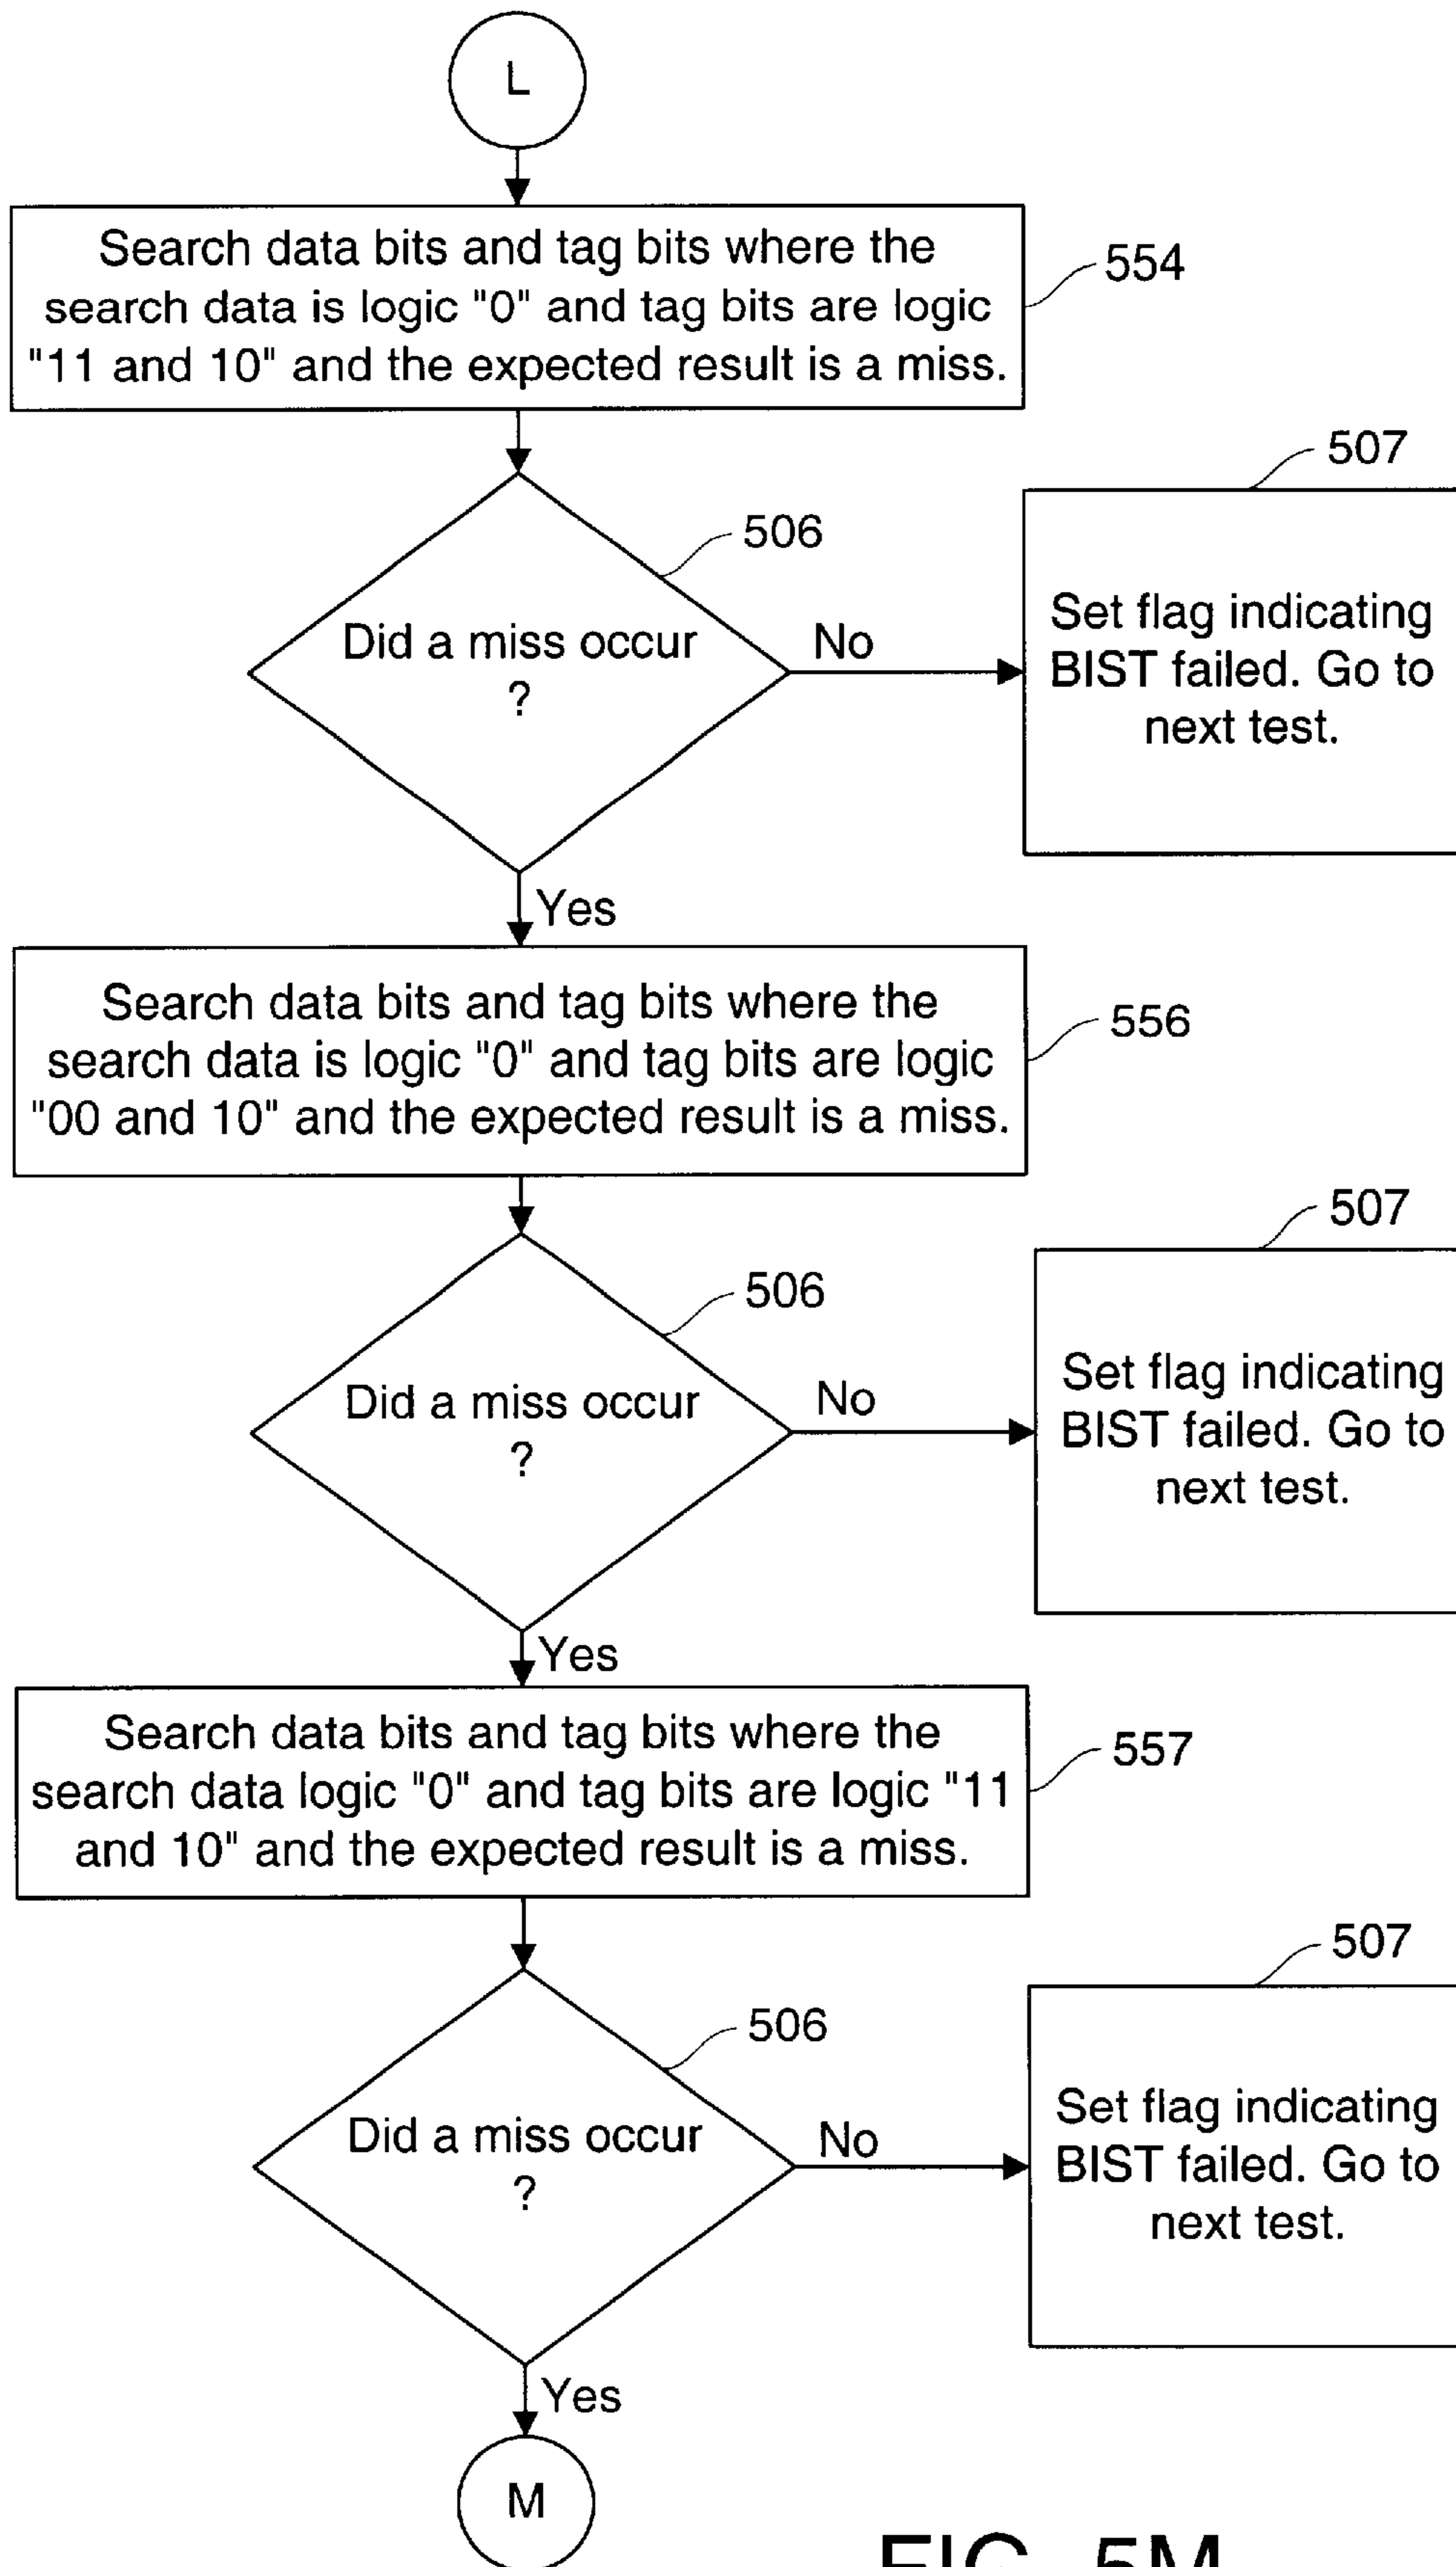 L
Search data bits and tag bits where the
search data is logic "0" and tag bits are logic
"11 and 10" and the expected result is a miss.
554
506
Did a miss occur
?
No
507
Set flag indicating
BIST failed. Go to
next test.
Yes
Search data bits and tag bits where the
search data is logic "0" and tag bits are logic
"00 and 10" and the expected result is a miss.
556
506
Did a miss occur
?
No
507
Set flag indicating
BIST failed. Go to
next test.
Yes
Search data bits and tag bits where the
search data logic "0" and tag bits are logic "11
and 10" and the expected result is a miss.
557
506
Did a miss occur
?
No
507
Set flag indicating
BIST failed. Go to
next test.
Yes
M
FIG. 5M